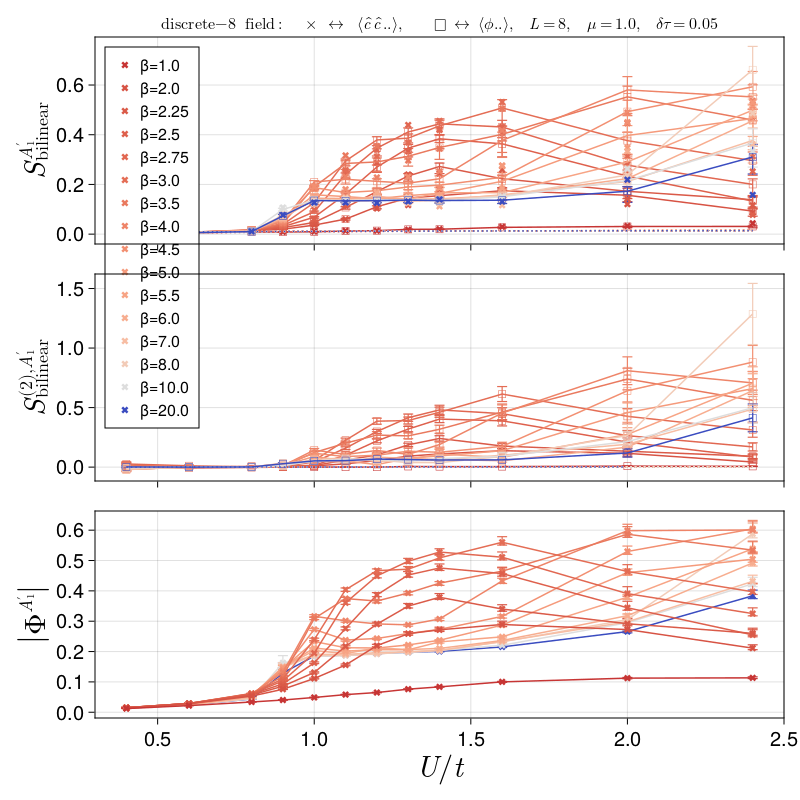 discrete−8 field : × ↔ ⟨ĉ ĉ ..⟩, □ ↔ ⟨ϕ..⟩, L = 8, μ = 1.0, δτ = 0.05
S^{A₁′}_{bilinear}
0.6
0.4
0.2
0.0
β=1.0
β=2.0
β=2.25
β=2.5
β=2.75
β=3.0
β=3.5
β=4.0
β=4.5
β=5.0
β=5.5
β=6.0
β=7.0
β=8.0
β=10.0
β=20.0
S^{(2),A₁′}_{bilinear}
1.5
1.0
0.5
0.0
|Φ^{A₁′}|
0.6
0.5
0.4
0.3
0.2
0.1
0.0
0.5 1.0 1.5 2.0 2.5
U/t